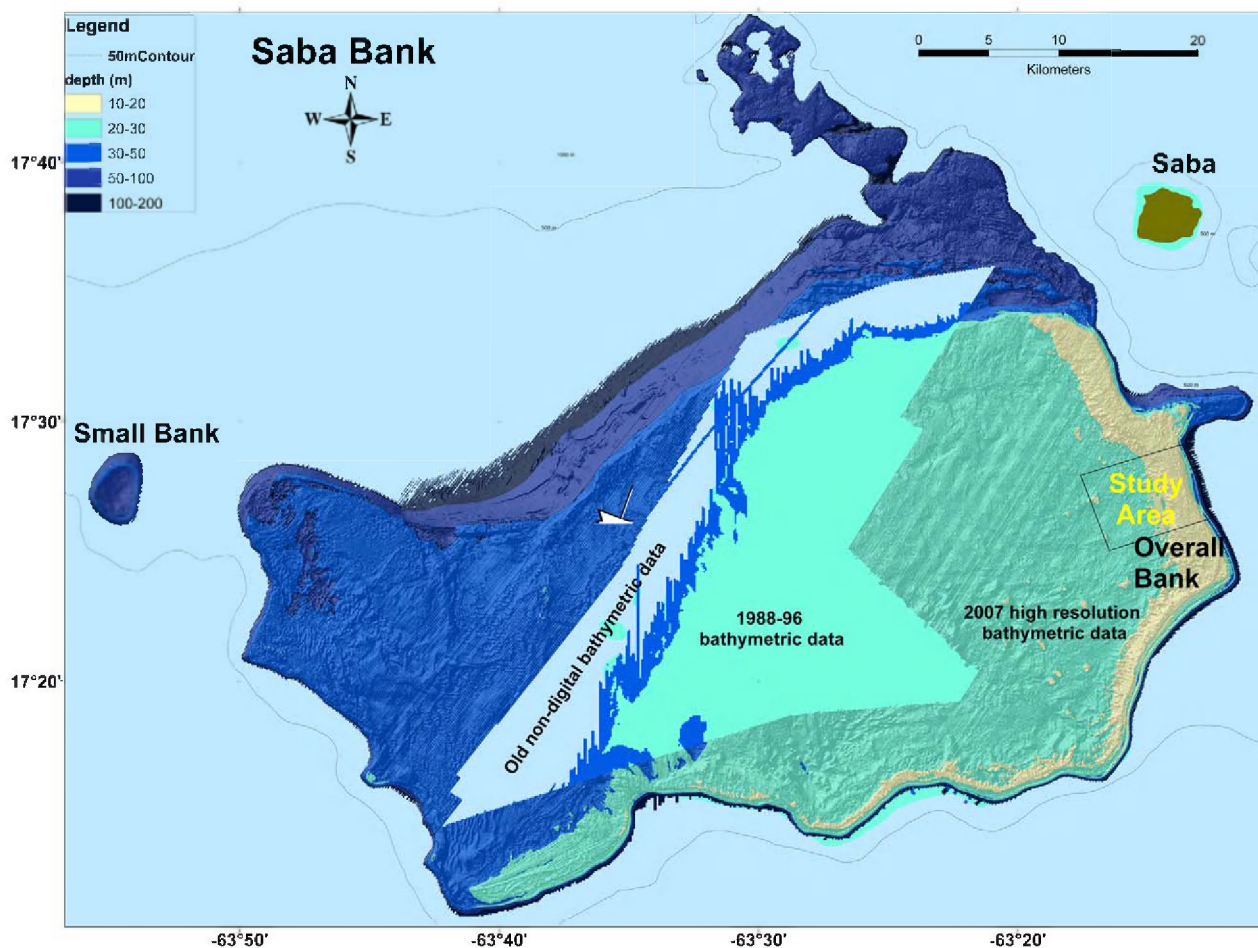 Legend
50mContour
depth (m)
10-20
20-30
30-50
50-100
100-200
Saba Bank
N
W E
S
0 5 10 20
Kilometers
Saba
Small Bank
Study
Area
Overall
Bank
Old non-digital bathymetric data
1988-96
bathymetric data
2007 high resolution
bathymetric data
17°40'
17°30'
17°20'
-63°50'
-63°40'
-63°30'
-63°20'